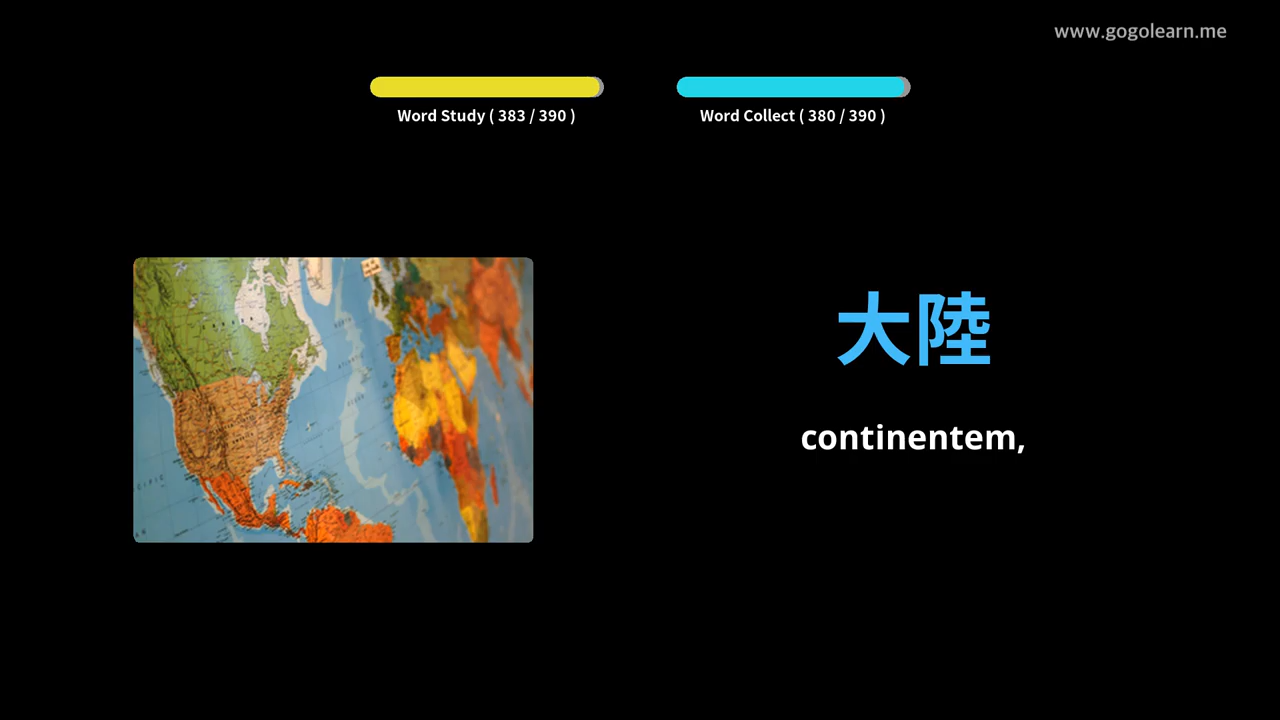 www.gogolearn.me
Word Study ( 383 / 390 )
Word Collect ( 380 / 390 )
大陸
continentem,